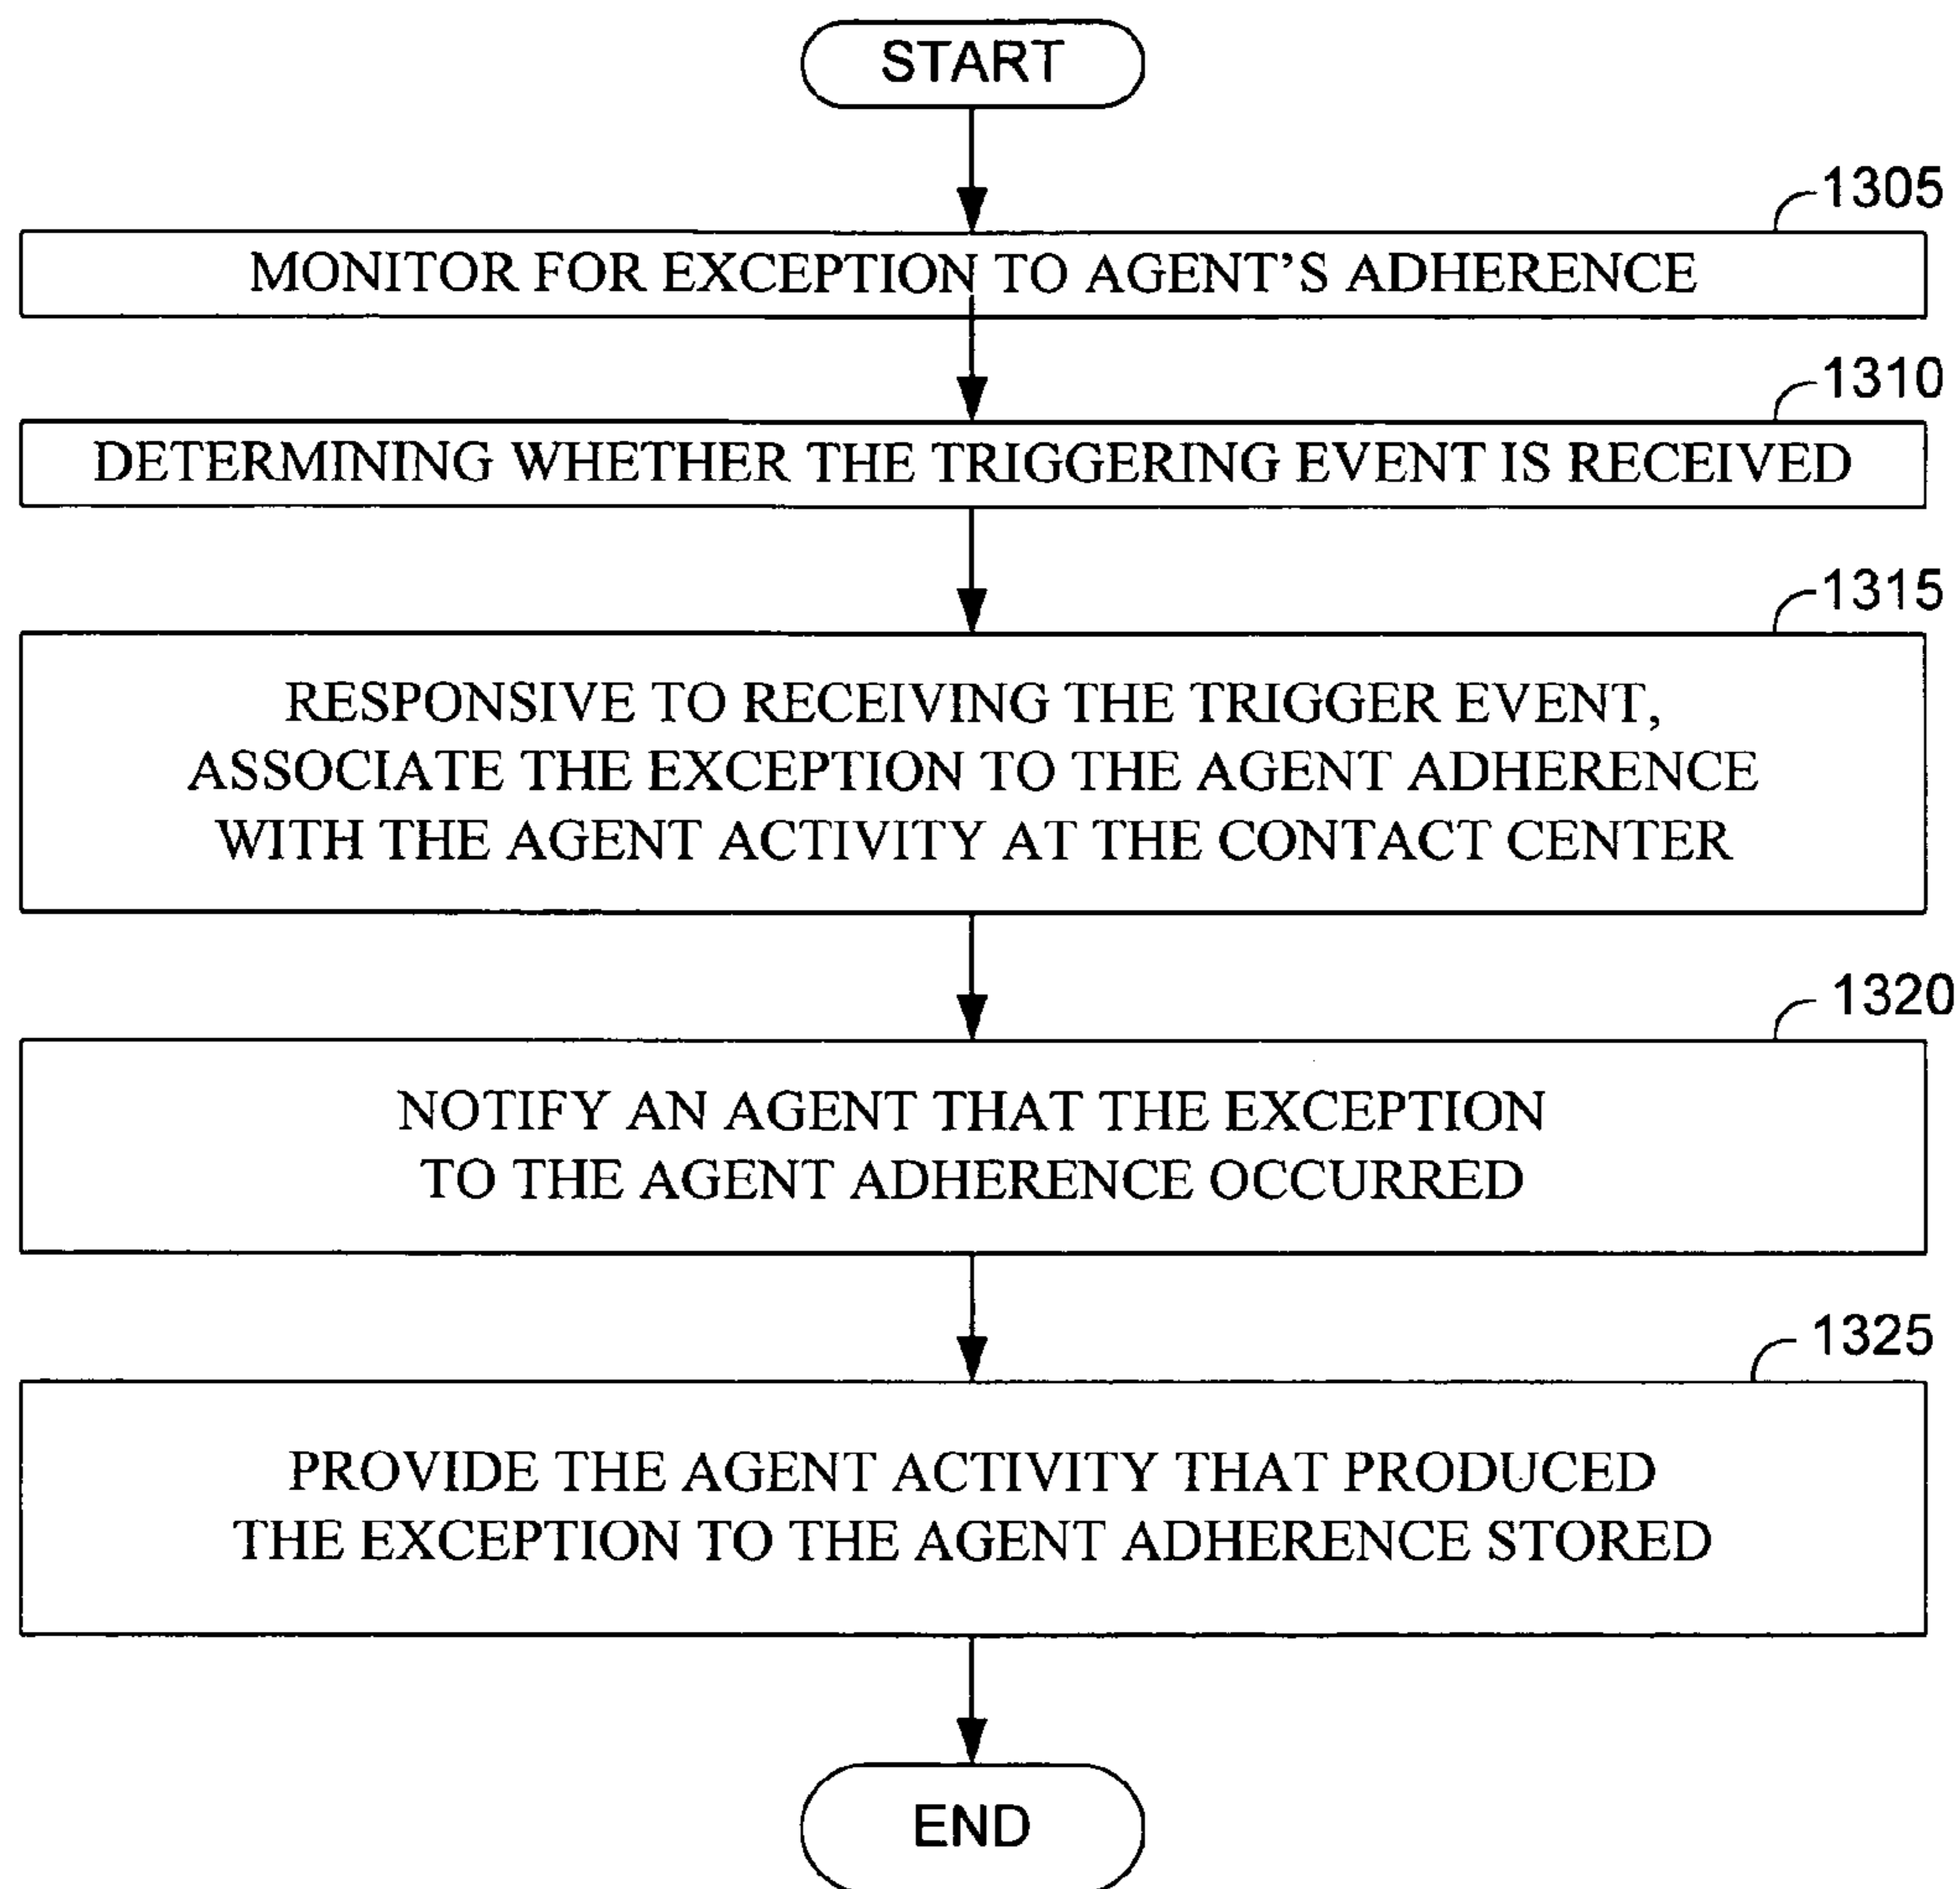 START
1305
MONITOR FOR EXCEPTION TO AGENT'S ADHERENCE
1310
DETERMINING WHETHER THE TRIGGERING EVENT IS RECEIVED
1315
RESPONSIVE TO RECEIVING THE TRIGGER EVENT,
ASSOCIATE THE EXCEPTION TO THE AGENT ADHERENCE
WITH THE AGENT ACTIVITY AT THE CONTACT CENTER
1320
NOTIFY AN AGENT THAT THE EXCEPTION
TO THE AGENT ADHERENCE OCCURRED
1325
PROVIDE THE AGENT ACTIVITY THAT PRODUCED
THE EXCEPTION TO THE AGENT ADHERENCE STORED
END